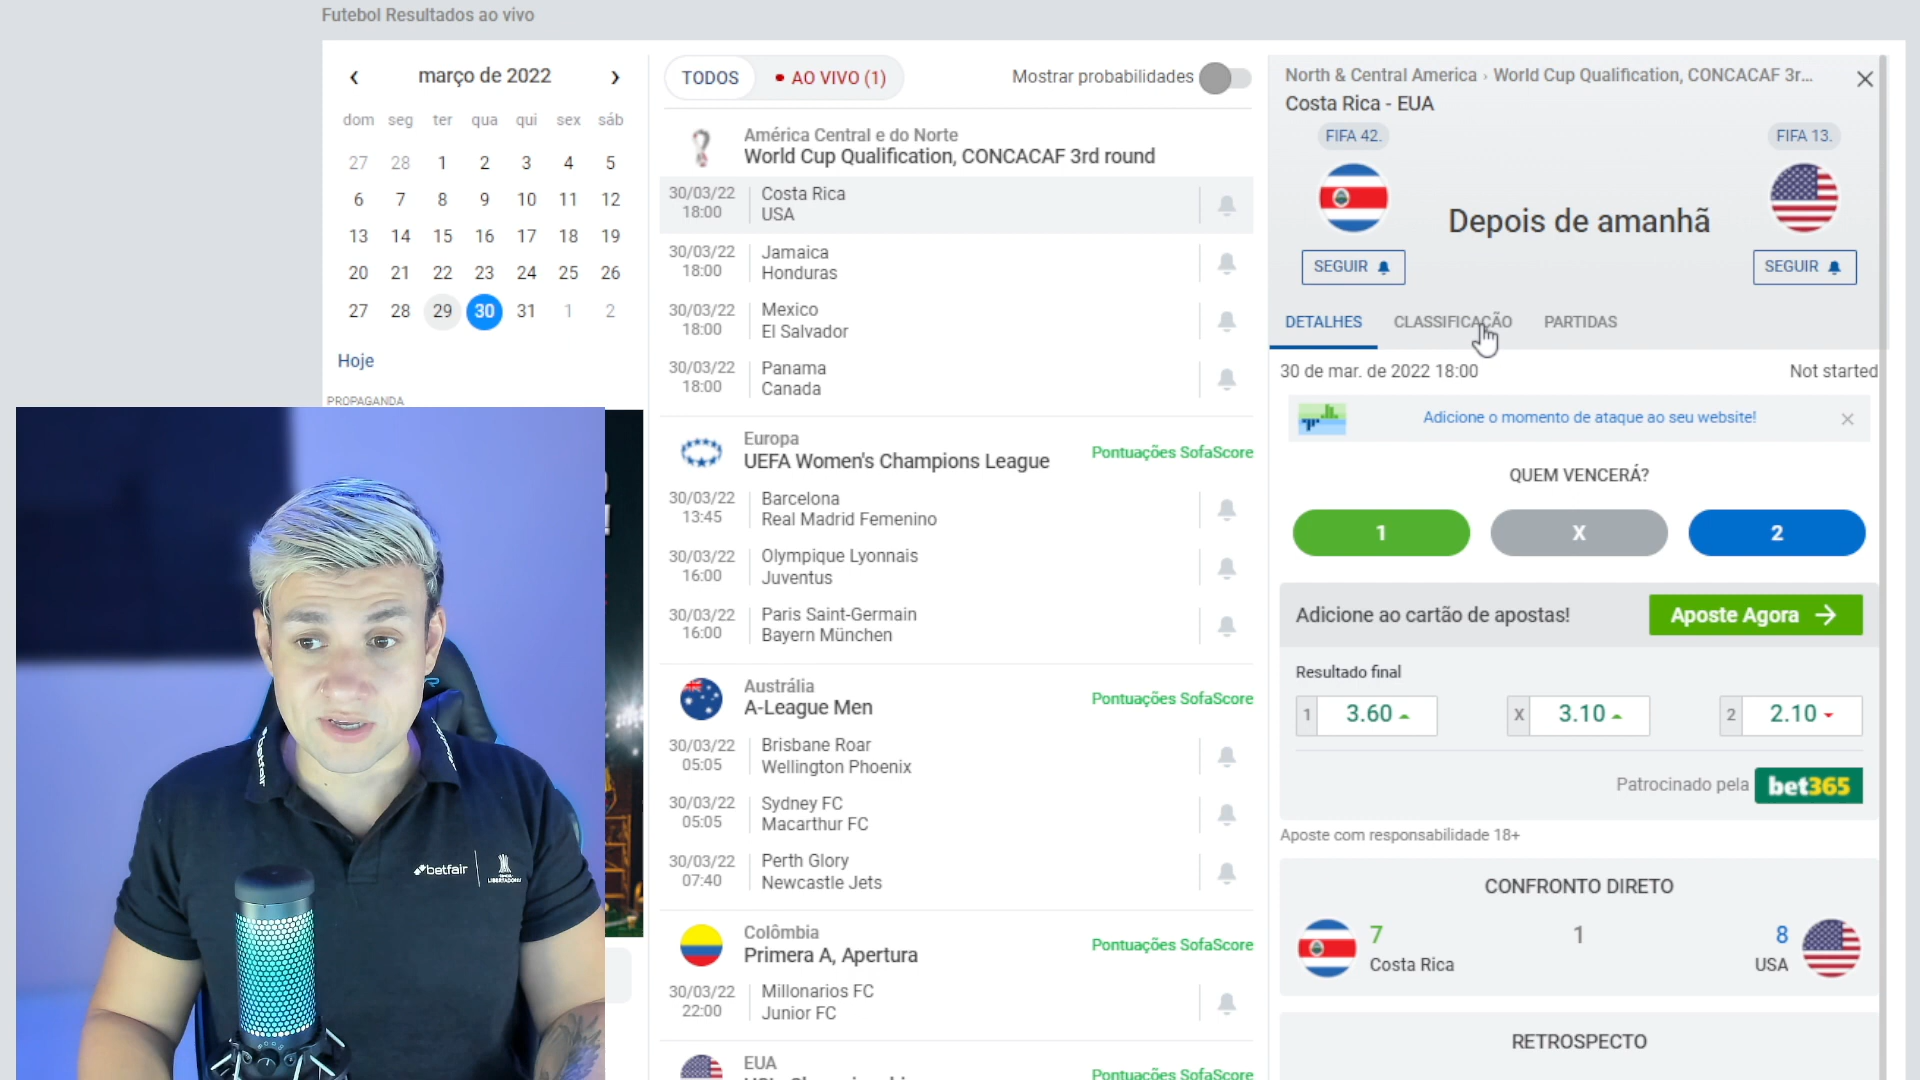 Futebol Resultados ao vivo
março de 2022
dom seg ter qua qui sex sáb
27 28 1 2 3 4 5
6 7 8 9 10 11 12
13 14 15 16 17 18 19
20 21 22 23 24 25 26
27 28 29 30 31 1 2
Hoje
PROPAGANDA
betfair
betfair
LIBERTADORES
TODOS
AO VIVO (1)
Mostrar probabilidades
América Central e do Norte
World Cup Qualification, CONCACAF 3rd round
30/03/22 Costa Rica
18:00 USA
30/03/22 Jamaica
18:00 Honduras
30/03/22 Mexico
18:00 El Salvador
30/03/22 Panama
18:00 Canada
Europa
UEFA Women's Champions League
Pontuações SofaScore
30/03/22 Barcelona
13:45 Real Madrid Femenino
30/03/22 Olympique Lyonnais
16:00 Juventus
30/03/22 Paris Saint-Germain
16:00 Bayern München
Austrália
A-League Men
Pontuações SofaScore
30/03/22 Brisbane Roar
05:05 Wellington Phoenix
30/03/22 Sydney FC
05:05 Macarthur FC
30/03/22 Perth Glory
07:40 Newcastle Jets
Colômbia
Primera A, Apertura
Pontuações SofaScore
30/03/22 Millonarios FC
22:00 Junior FC
EUA
Pontuações SofaScore
North & Central America › World Cup Qualification, CONCACAF 3r...
Costa Rica - EUA
FIFA 42.
FIFA 13.
Depois de amanhã
SEGUIR
SEGUIR
DETALHES
CLASSIFICAÇÃO
PARTIDAS
30 de mar. de 2022 18:00
Not started
Adicione o momento de ataque ao seu website!
QUEM VENCERÁ?
1
X
2
Adicione ao cartão de apostas!
Aposte Agora
Resultado final
1 3.60
X 3.10
2 2.10
Patrocinado pela bet365
Aposte com responsabilidade 18+
CONFRONTO DIRETO
7 1 8
Costa Rica USA
RETROSPECTO